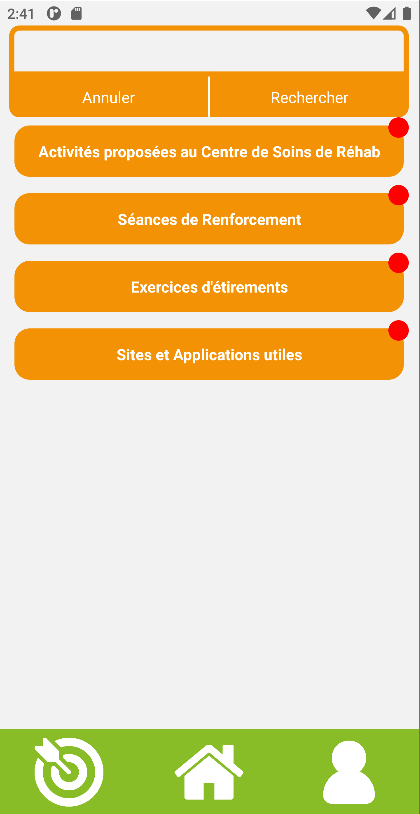 2:41
Annuler
Rechercher
Activités proposées au Centre de Soins de Réhab
Séances de Renforcement
Exercices d'étirements
Sites et Applications utiles